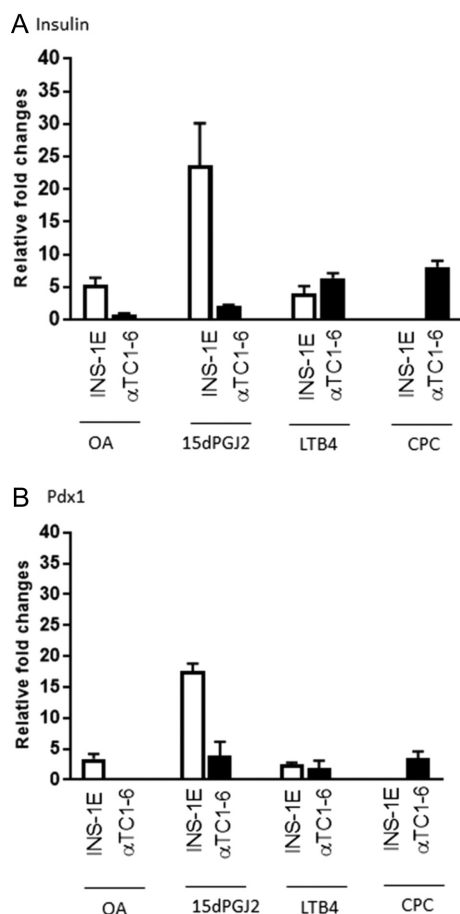 A Insulin
Relative fold changes
40
35
30
25
20
15
10
5
0
INS-1E αTC1-6 INS-1E αTC1-6 INS-1E αTC1-6 INS-1E αTC1-6
OA 15dPGJ2 LTB4 CPC
B Pdx1
Relative fold changes
40
35
30
25
20
15
10
5
0
INS-1E αTC1-6 INS-1E αTC1-6 INS-1E αTC1-6 INS-1E αTC1-6
OA 15dPGJ2 LTB4 CPC